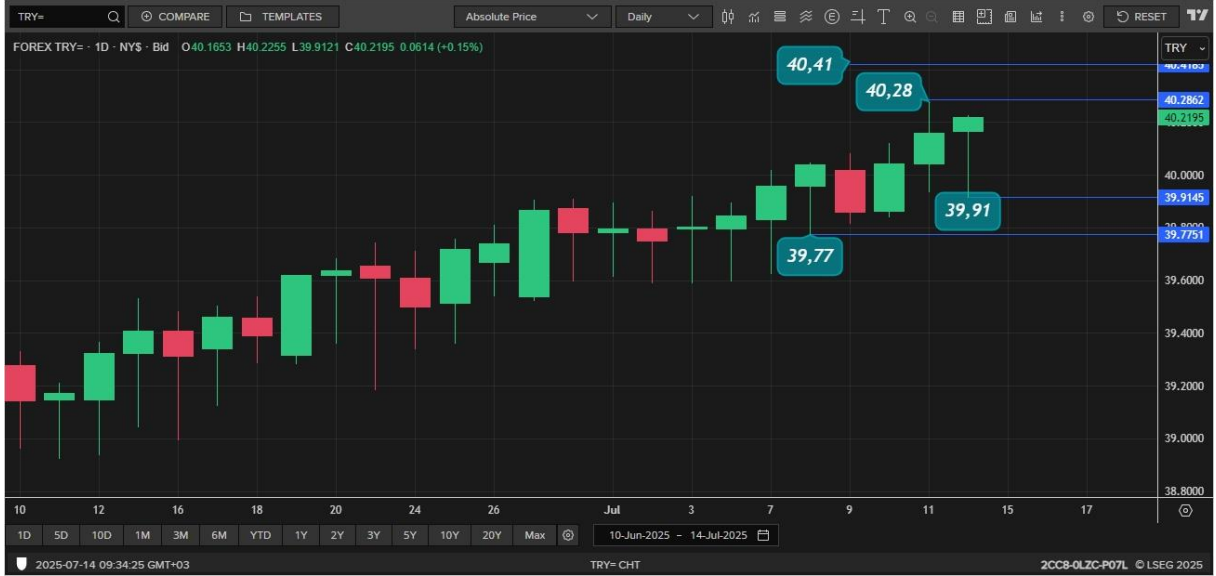 TRY= COMPARE TEMPLATES Absolute Price Daily E T RESET
FOREX TRY= · 1D · NY$ · Bid O40.1653 H40.2255 L39.9121 C40.2195 0.0614 (+0.15%)
TRY
40,41
40.4185
40,28
40.2862
40.2195
40.0000
39.9145
39,91
39.8000
39.7751
39,77
39.6000
39.4000
39.2000
39.0000
38.8000
10 12 16 18 20 24 26 Jul 3 7 9 11 15 17
1D 5D 10D 1M 3M 6M YTD 1Y 2Y 3Y 5Y 10Y 20Y Max 10-Jun-2025 - 14-Jul-2025
2025-07-14 09:34:25 GMT+03 TRY= CHT 2CC8-0LZC-P07L © LSEG 2025